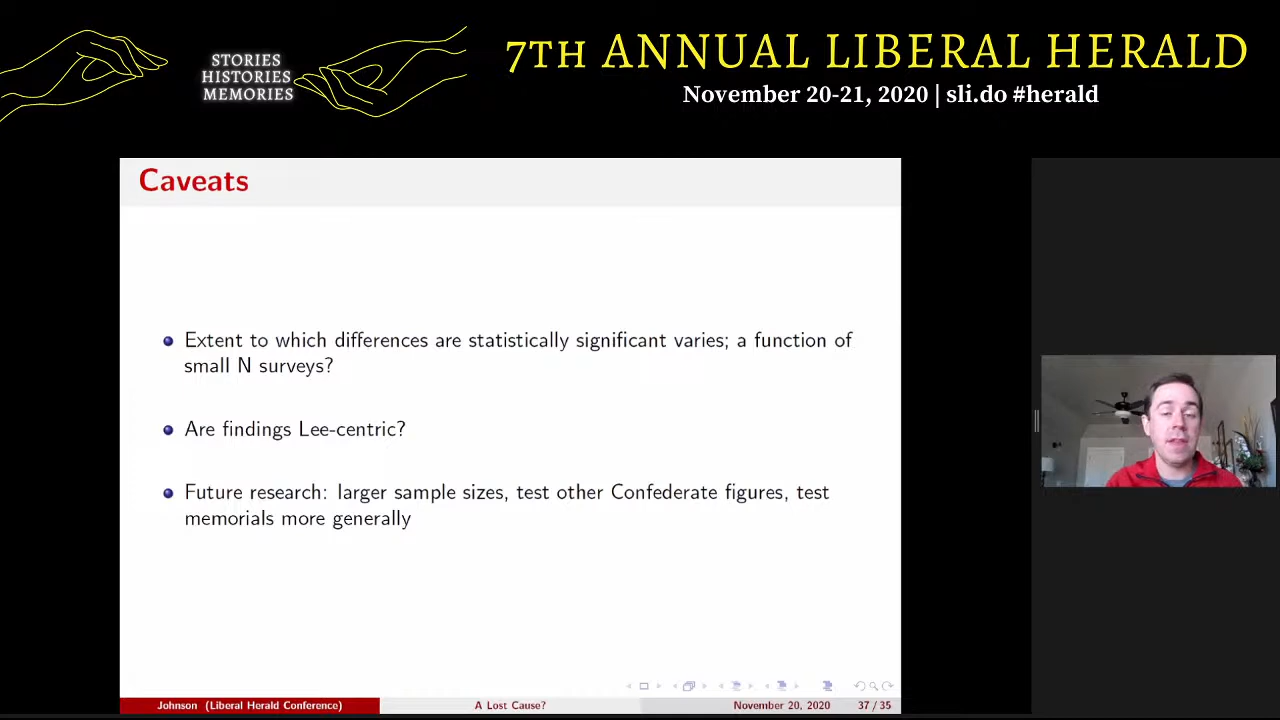 STORIES
HISTORIES
MEMORIES
7TH ANNUAL LIBERAL HERALD
November 20-21, 2020 | sli.do #herald
Caveats
Extent to which differences are statistically significant varies; a function of
small N surveys?
Are findings Lee-centric?
Future research: larger sample sizes, test other Confederate figures, test
memorials more generally
Johnson (Liberal Herald Conference)
A Lost Cause?
November 20, 2020
37 / 35